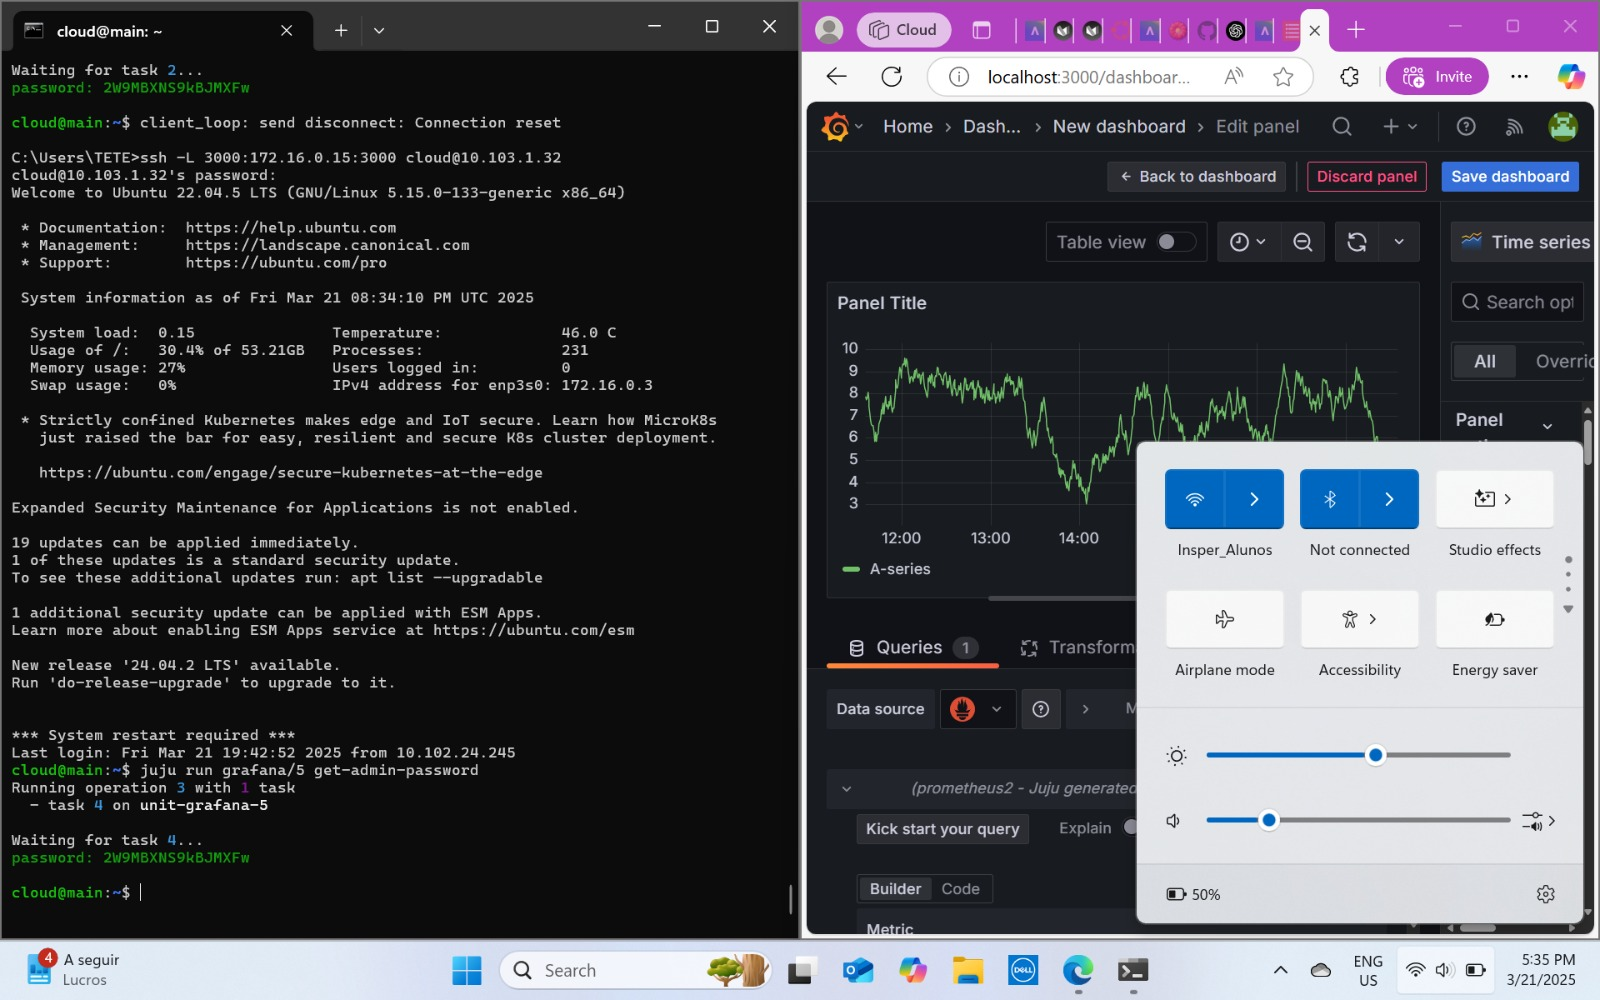 cloud@main: ~
Waiting for task 2...
password: 2W9MBXNS9kBJMXFw
cloud@main:~$ client_loop: send disconnect: Connection reset
C:\Users\TETE>ssh -L 3000:172.16.0.15:3000 cloud@10.103.1.32
cloud@10.103.1.32's password:
Welcome to Ubuntu 22.04.5 LTS (GNU/Linux 5.15.0-133-generic x86_64)
* Documentation:  https://help.ubuntu.com
* Management:     https://landscape.canonical.com
* Support:        https://ubuntu.com/pro
System information as of Fri Mar 21 08:34:10 PM UTC 2025
System load:  0.15               Temperature:             46.0 C
Usage of /:   30.4% of 53.21GB   Processes:               231
Memory usage: 27%                Users logged in:         0
Swap usage:   0%                 IPv4 address for enp3s0: 172.16.0.3
* Strictly confined Kubernetes makes edge and IoT secure. Learn how MicroK8s
just raised the bar for easy, resilient and secure K8s cluster deployment.
https://ubuntu.com/engage/secure-kubernetes-at-the-edge
Expanded Security Maintenance for Applications is not enabled.
19 updates can be applied immediately.
1 of these updates is a standard security update.
To see these additional updates run: apt list --upgradable
1 additional security update can be applied with ESM Apps.
Learn more about enabling ESM Apps service at https://ubuntu.com/esm
New release '24.04.2 LTS' available.
Run 'do-release-upgrade' to upgrade to it.
*** System restart required ***
Last login: Fri Mar 21 19:42:52 2025 from 10.102.24.245
cloud@main:~$ juju run grafana/5 get-admin-password
Running operation 3 with 1 task
- task 4 on unit-grafana-5
Waiting for task 4...
password: 2W9MBXNS9kBJMXFw
cloud@main:~$
Cloud
localhost:3000/dashboar...
Invite
Home > Dash... > New dashboard > Edit panel
← Back to dashboard
Discard panel
Save dashboard
Table view
Time series
Panel Title
Search opt
All
Overric
Panel
10
9
8
7
6
5
4
3
12:00
13:00
14:00
A-series
Queries 1
Transform
Data source
M
(prometheus2 - Juju generated
Kick start your query
Explain
Builder
Code
Metric
Insper_Alunos
Not connected
Studio effects
Airplane mode
Accessibility
Energy saver
50%
4
A seguir
Lucros
Search
DELL
ENG
US
5:35 PM
3/21/2025